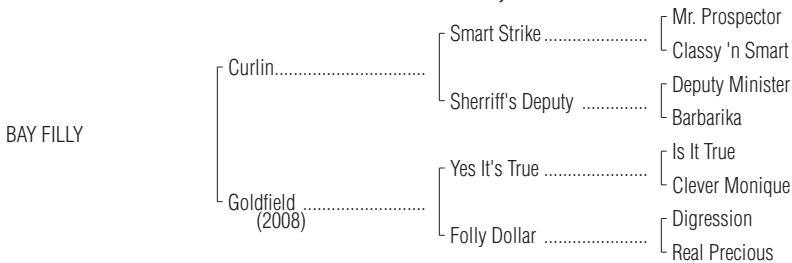 Mr. Prospector
Smart Strike .....................
Classy 'n Smart
Curlin...............................
Deputy Minister
Sherriff's Deputy .............
Barbarika
BAY FILLY
Is It True
Yes It's True .....................
Clever Monique
Goldfield .........................
(2008)
Digression
Folly Dollar .....................
Real Precious